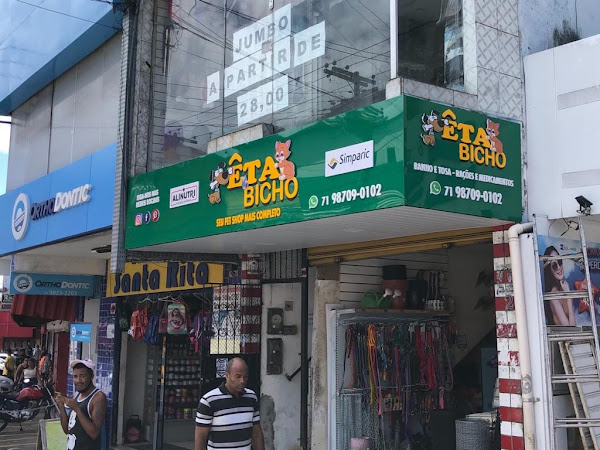 JUMBO
A PARTIR DE
28,00
ORTHODONTIC
ORTHODONTIC
ALINUTRI
ÊTA
BICHO
SEU PET SHOP MAIS COMPLETO
Simparic
71 98709-0102
ÊTA
BICHO
BANHO E TOSA - RAÇÕES E MEDICAMENTOS
71 98709-0102
Santa Rita